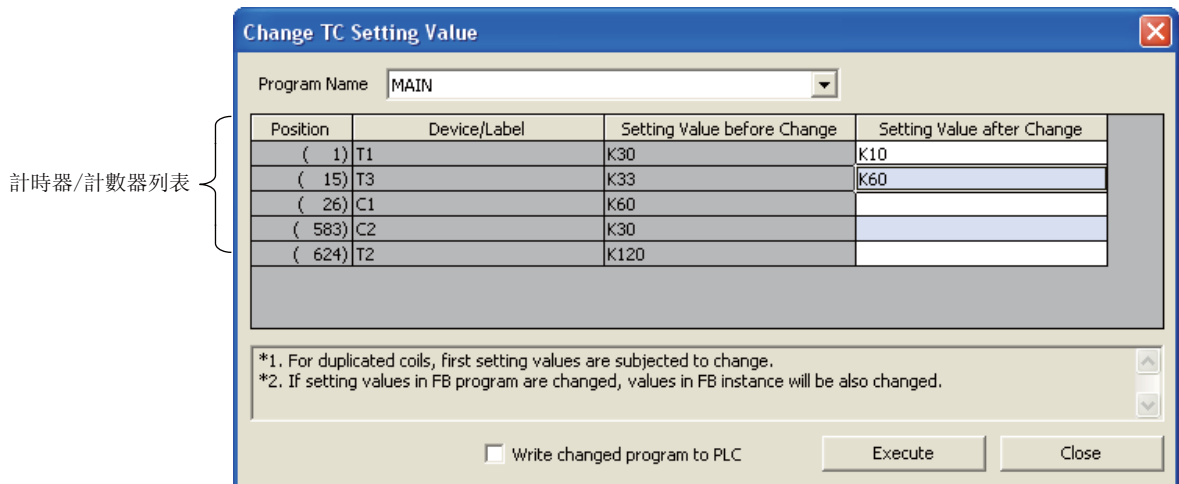 Change TC Setting Value
Program Name MAIN
計時器/計數器列表
Position Device/Label Setting Value before Change Setting Value after Change
( 1) T1 K30 K10
( 15) T3 K33 K60
( 26) C1 K60
( 583) C2 K30
( 624) T2 K120
*1. For duplicated coils, first setting values are subjected to change.
*2. If setting values in FB program are changed, values in FB instance will be also changed.
Write changed program to PLC Execute Close